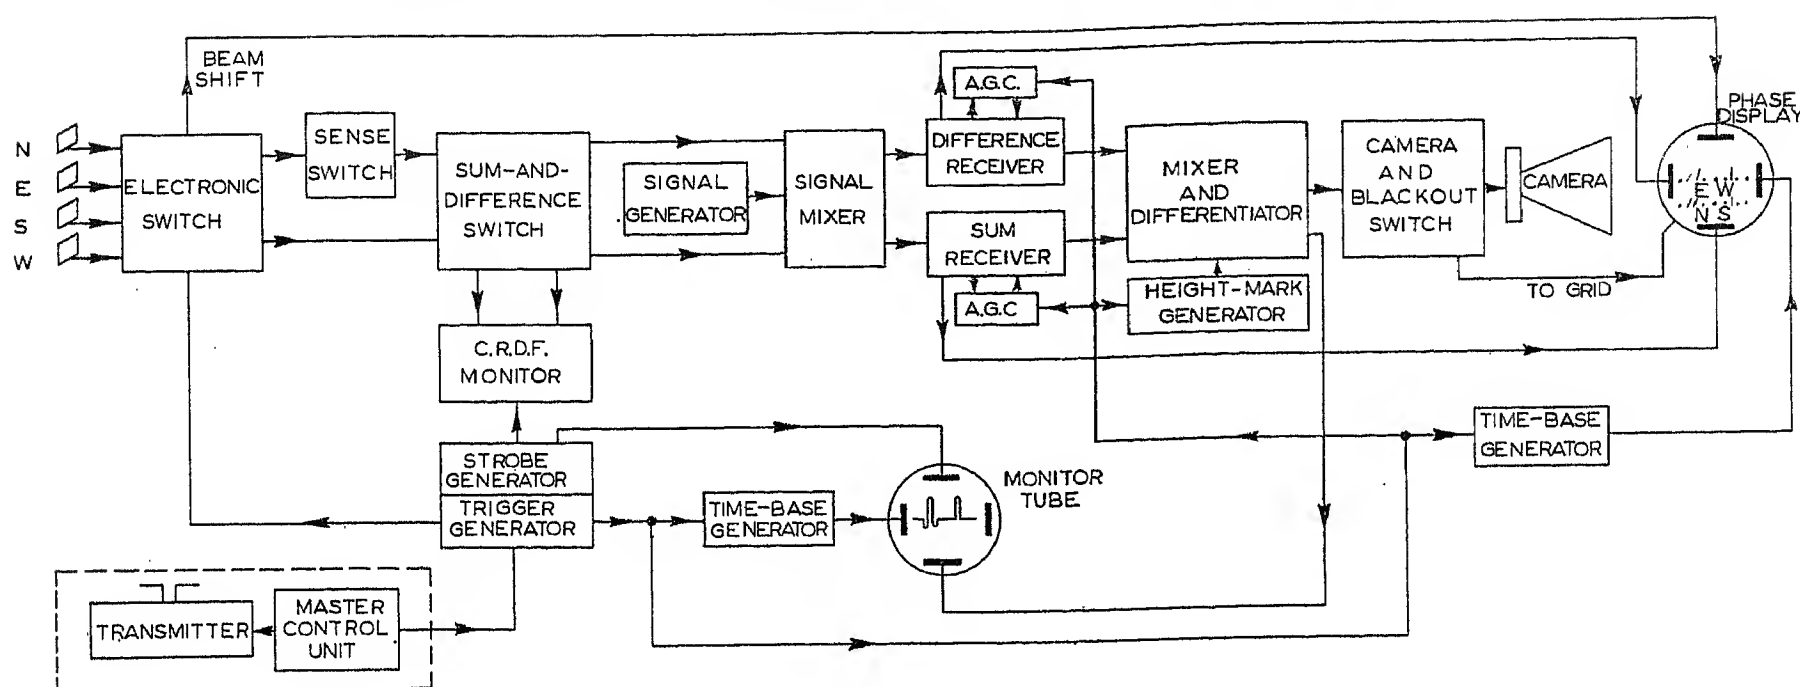 BEAM
SHIFT
N
E
S
W
ELECTRONIC
SWITCH
SENSE
SWITCH
SUM-AND-
DIFFERENCE
SWITCH
SIGNAL
GENERATOR
SIGNAL
MIXER
A.G.C.
DIFFERENCE
RECEIVER
SUM
RECEIVER
A.G.C
MIXER
AND
DIFFERENTIATOR
HEIGHT-MARK
GENERATOR
CAMERA
AND
BLACKOUT
SWITCH
CAMERA
PHASE
DISPLAY
E W
N S
TO GRID
C.R.D.F.
MONITOR
STROBE
GENERATOR
TRIGGER
GENERATOR
TIME-BASE
GENERATOR
MONITOR
TUBE
TIME-BASE
GENERATOR
TRANSMITTER
MASTER
CONTROL
UNIT